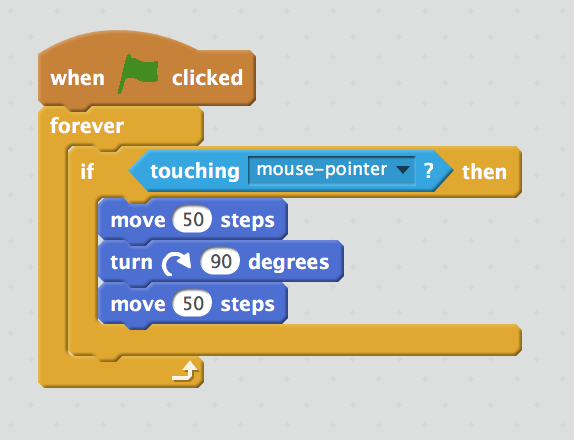 when clicked
forever
if touching mouse-pointer ? then
move 50 steps
turn 90 degrees
move 50 steps